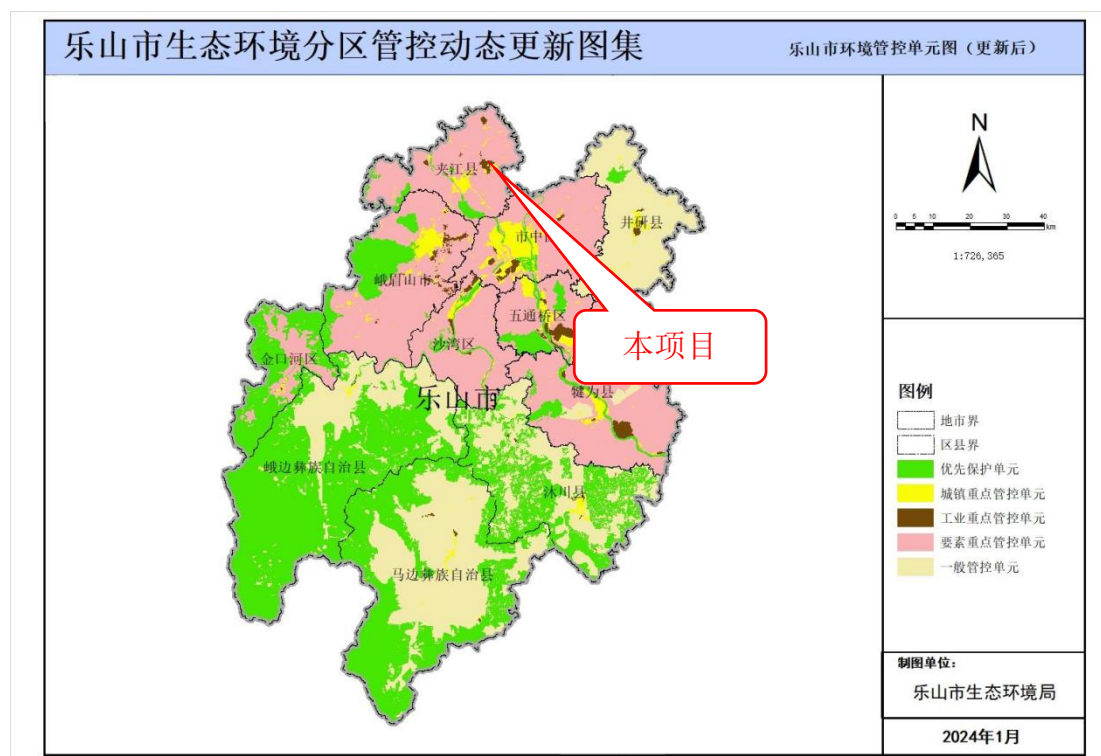 乐山市生态环境分区管控动态更新图集
乐山市环境管控单元图（更新后）
N
0 5 10 20 30 40
km
1:726,365
夹江县
井研县
市中
峨眉山市
五通桥区
本项目
沙湾区
金口河区
犍为县
乐山市
峨边彝族自治县
沐川县
马边彝族自治县
图例
地市界
区县界
优先保护单元
城镇重点管控单元
工业重点管控单元
要素重点管控单元
一般管控单元
制图单位：
乐山市生态环境局
2024年1月